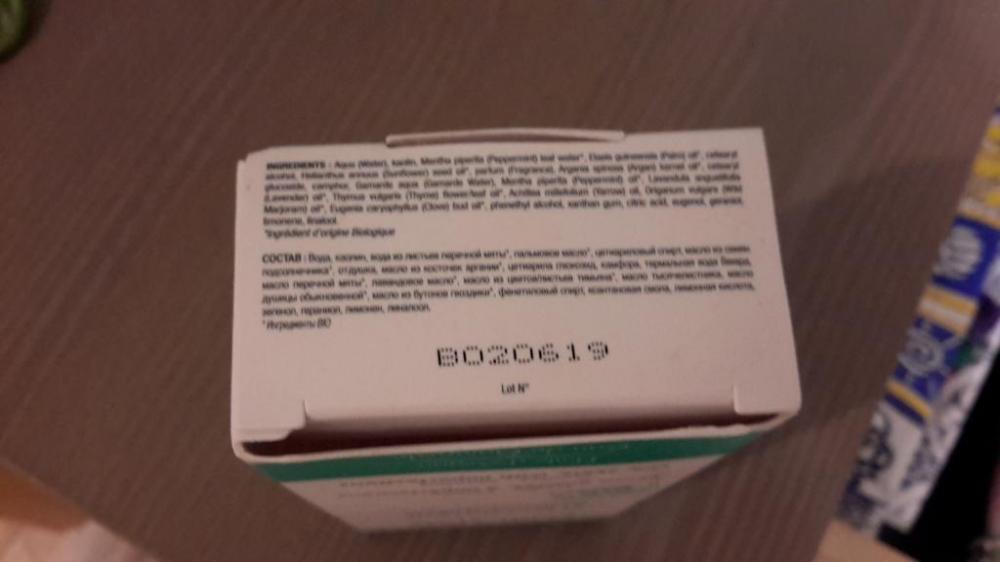 INGREDIENTS : Aqua (Water), kaolin, Mentha piperita (Peppermint) leaf water*, Elaeis guineensis (Palm) oil*, cetearyl
alcohol, Helianthus annuus (Sunflower) seed oil*, parfum (Fragrance), Argania spinosa (Argan) kernel oil*, cetearyl
glucoside, camphor, Gamarde aqua (Gamarde Water), Mentha piperita (Peppermint) oil*, Lavandula angustifolia
(Lavender) oil*, Thymus vulgaris (Thyme) flower/leaf oil*, Achillea millefolium (Yarrow) oil, Origanum vulgare (Wild
Marjoram) oil*, Eugenia caryophyllus (Clove) bud oil*, phenethyl alcohol, xanthan gum, citric acid, eugenol, geraniol,
limonene, linalool.
*Ingrédient d'origine Biologique
СОСТАВ : Вода, каолин, вода из листьев перечной мяты*, пальмовое масло*, цетеариловый спирт, масло из семян
подсолнечника*, отдушка, масло из косточек аргании*, глюкозид, камфора, термальная вода
масло перечной мяты*, лавандовое масло*, масло из цветов/листьев тимьяна*, масло тысячелистника, масло
душицы обыкновенной*, масло из бутонов гвоздики*, фенэтиловый спирт, ксантановая смола, лимонная кислота,
гераниол, лимонен, линалоол.
*Ингредиенты BIO
B020619
Lot N°